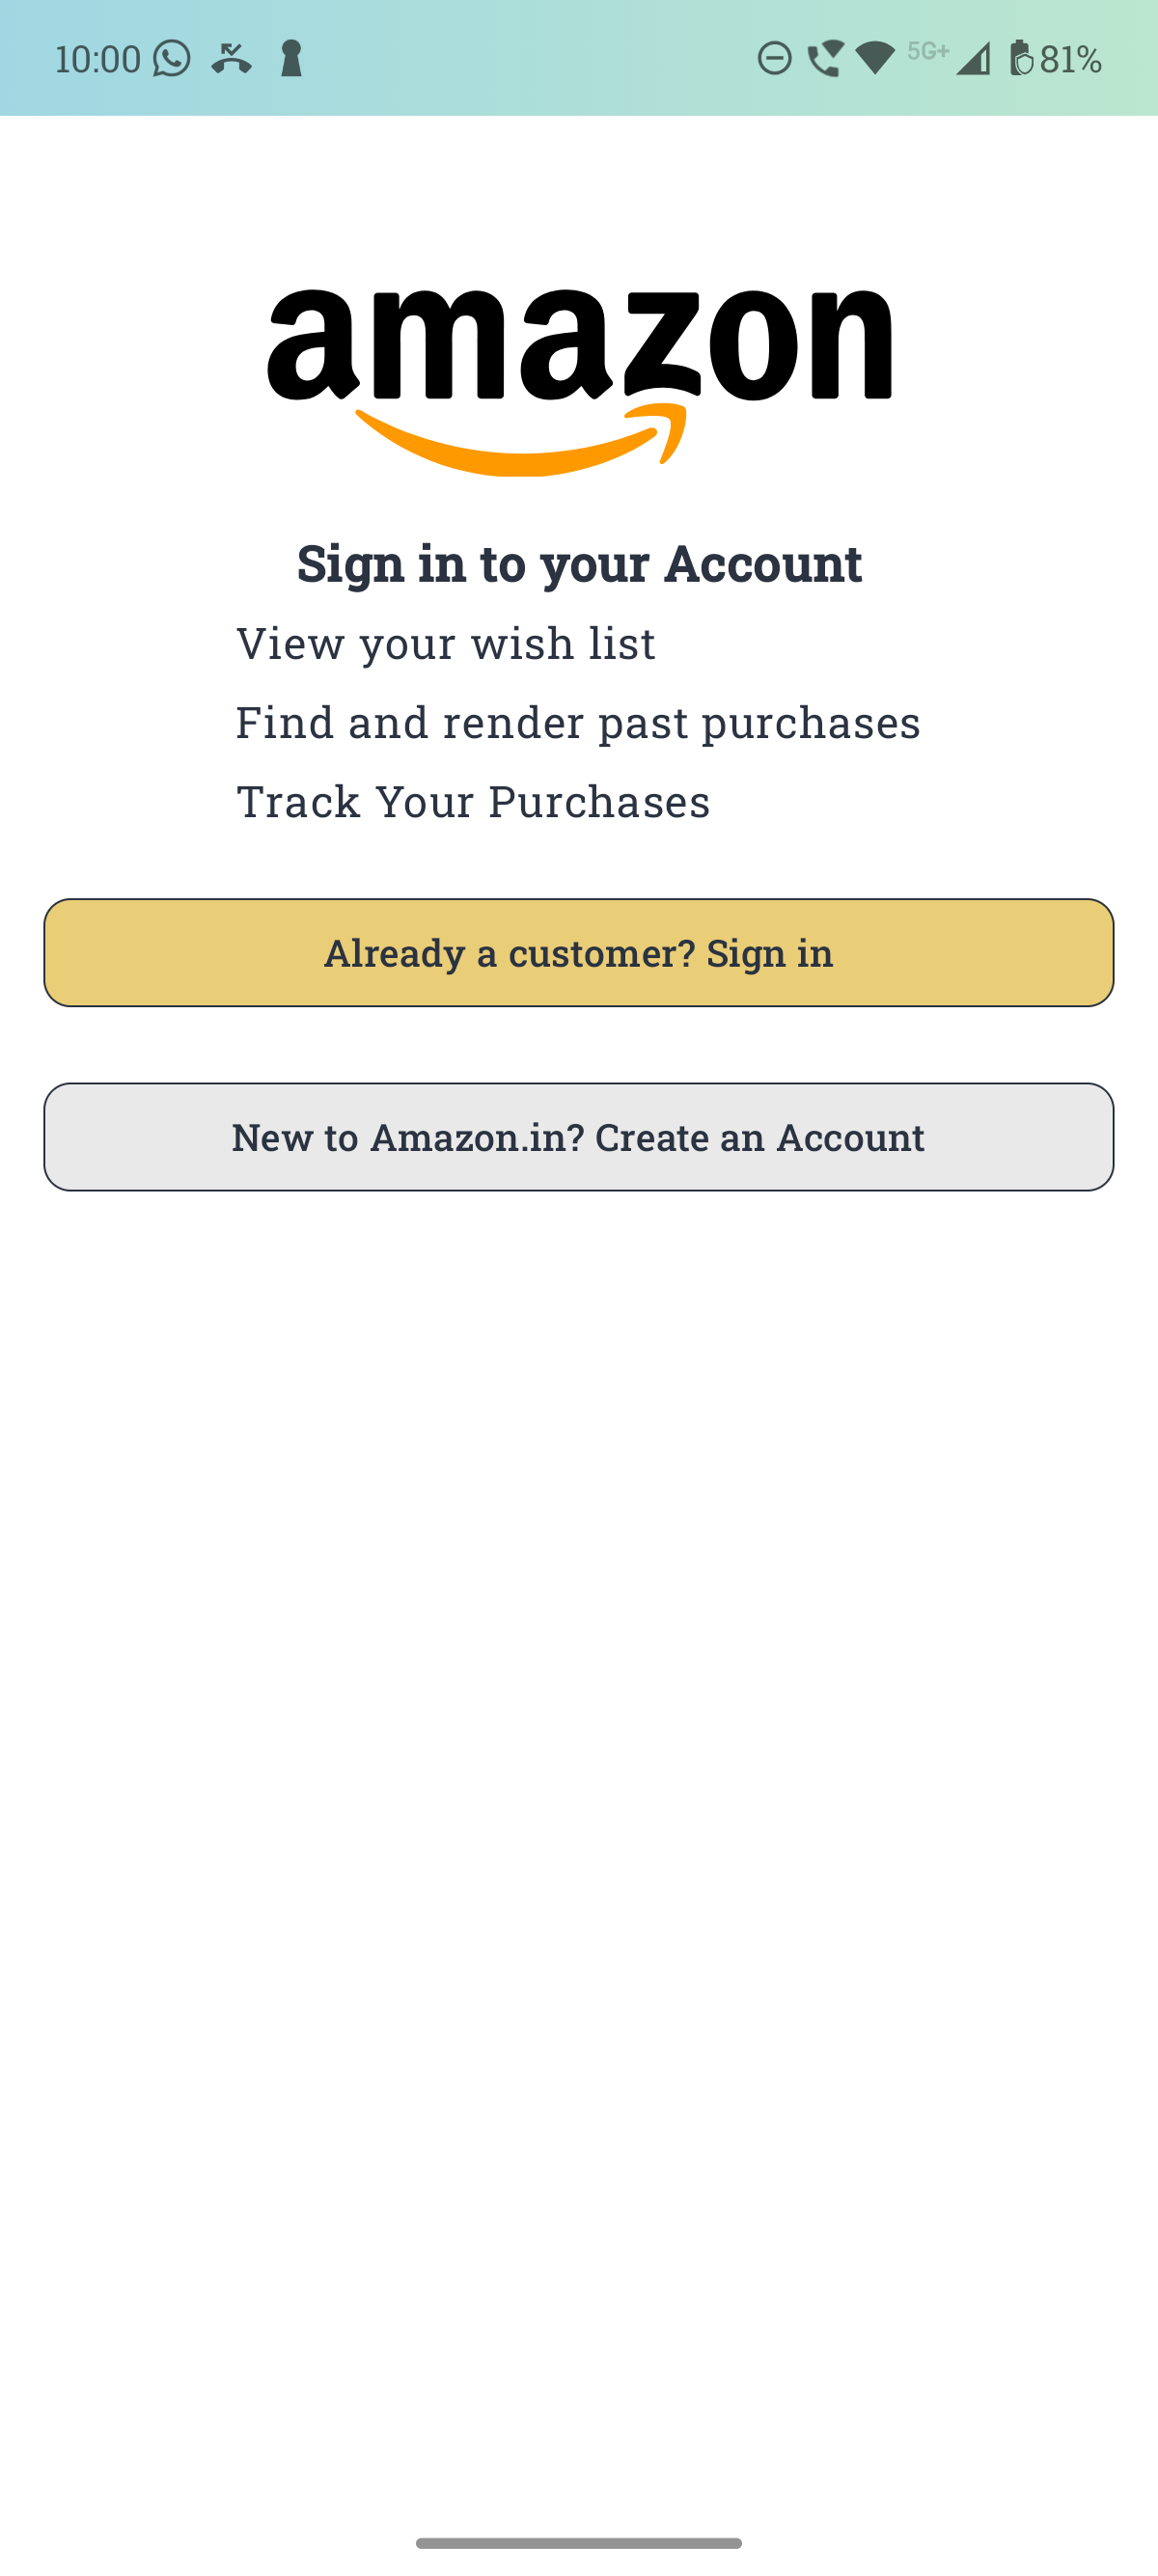 10:00 5G+ 81%
amazon
Sign in to your Account
View your wish list
Find and render past purchases
Track Your Purchases
Already a customer? Sign in
New to Amazon.in? Create an Account